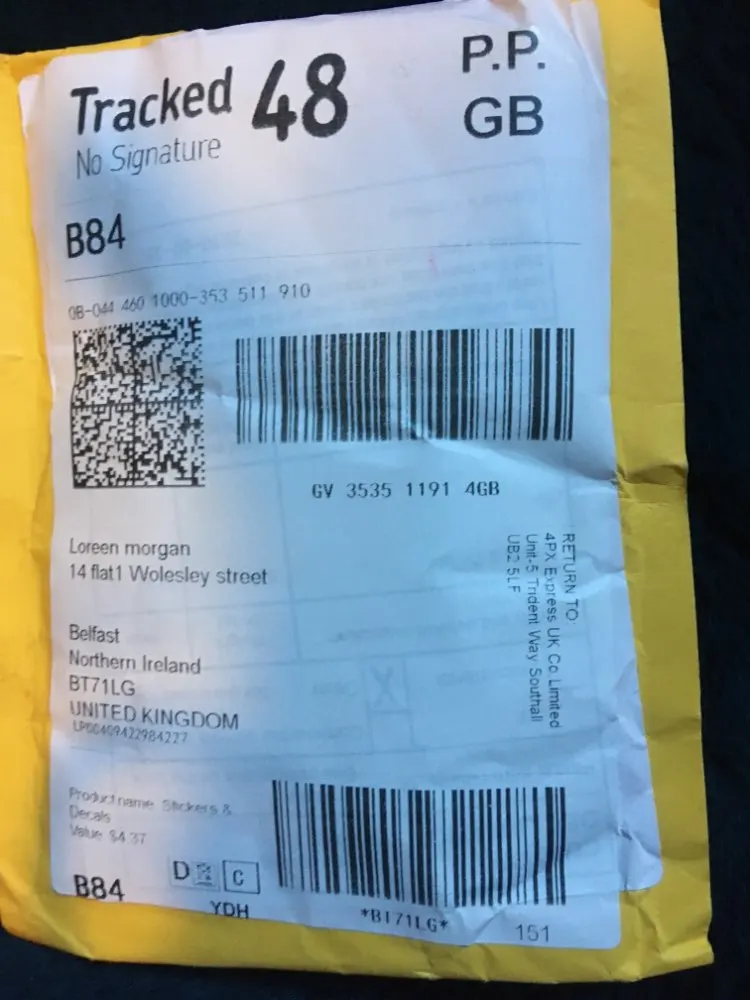 Tracked 48
No Signature
P.P.
GB
B84
0B-044 460 1000-353 511 910
GV 3535 1191 4GB
Loreen morgan
14 flat1 Wolesley street
Belfast
Northern Ireland
BT71LG
UNITED KINGDOM
LP00409422984227
RETURN TO:
4PX Express UK Co Limited
Unit-5 Trident Way Southall
UB2 5LF
Product name Stickers &
Decals
Value $4.37
B84
D C
YDH
*BT71LG*
151